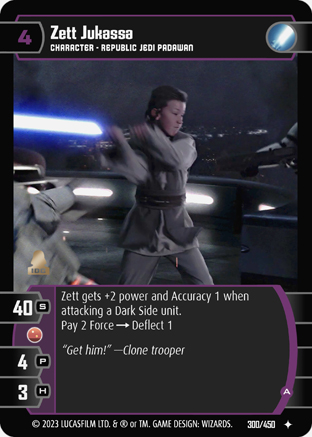 4
Zett Jukassa
CHARACTER • REPUBLIC JEDI PADAWAN
Zett gets +2 power and Accuracy 1 when
attacking a Dark Side unit.
Pay 2 Force → Deflect 1
"Get him!" —Clone trooper
40 S
4 P
3 H
A
© 2023 LUCASFILM LTD. & ® or TM. GAME DESIGN: WIZARDS.
300/450